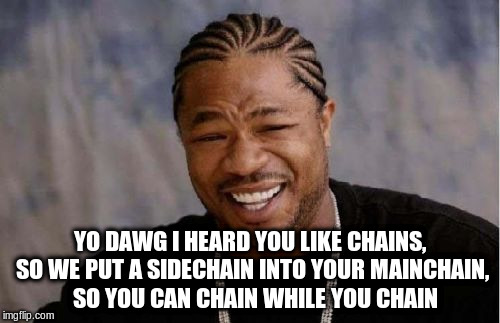 YO DAWG I HEARD YOU LIKE CHAINS,
SO WE PUT A SIDECHAIN INTO YOUR MAINCHAIN,
SO YOU CAN CHAIN WHILE YOU CHAIN
imgflip.com